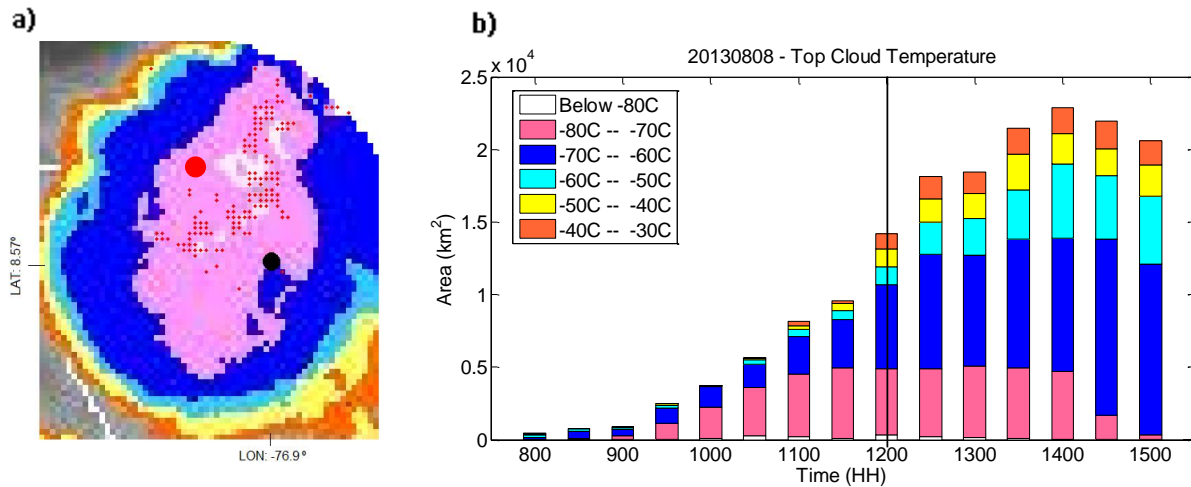 a)
LAT: 8.57º
LON: -76.9º
b)
20130808 - Top Cloud Temperature
x 10^4
2.5
2
1.5
1
0.5
0
Area (km²)
Below -80C
-80C -- -70C
-70C -- -60C
-60C -- -50C
-50C -- -40C
-40C -- -30C
800 900 1000 1100 1200 1300 1400 1500
Time (HH)